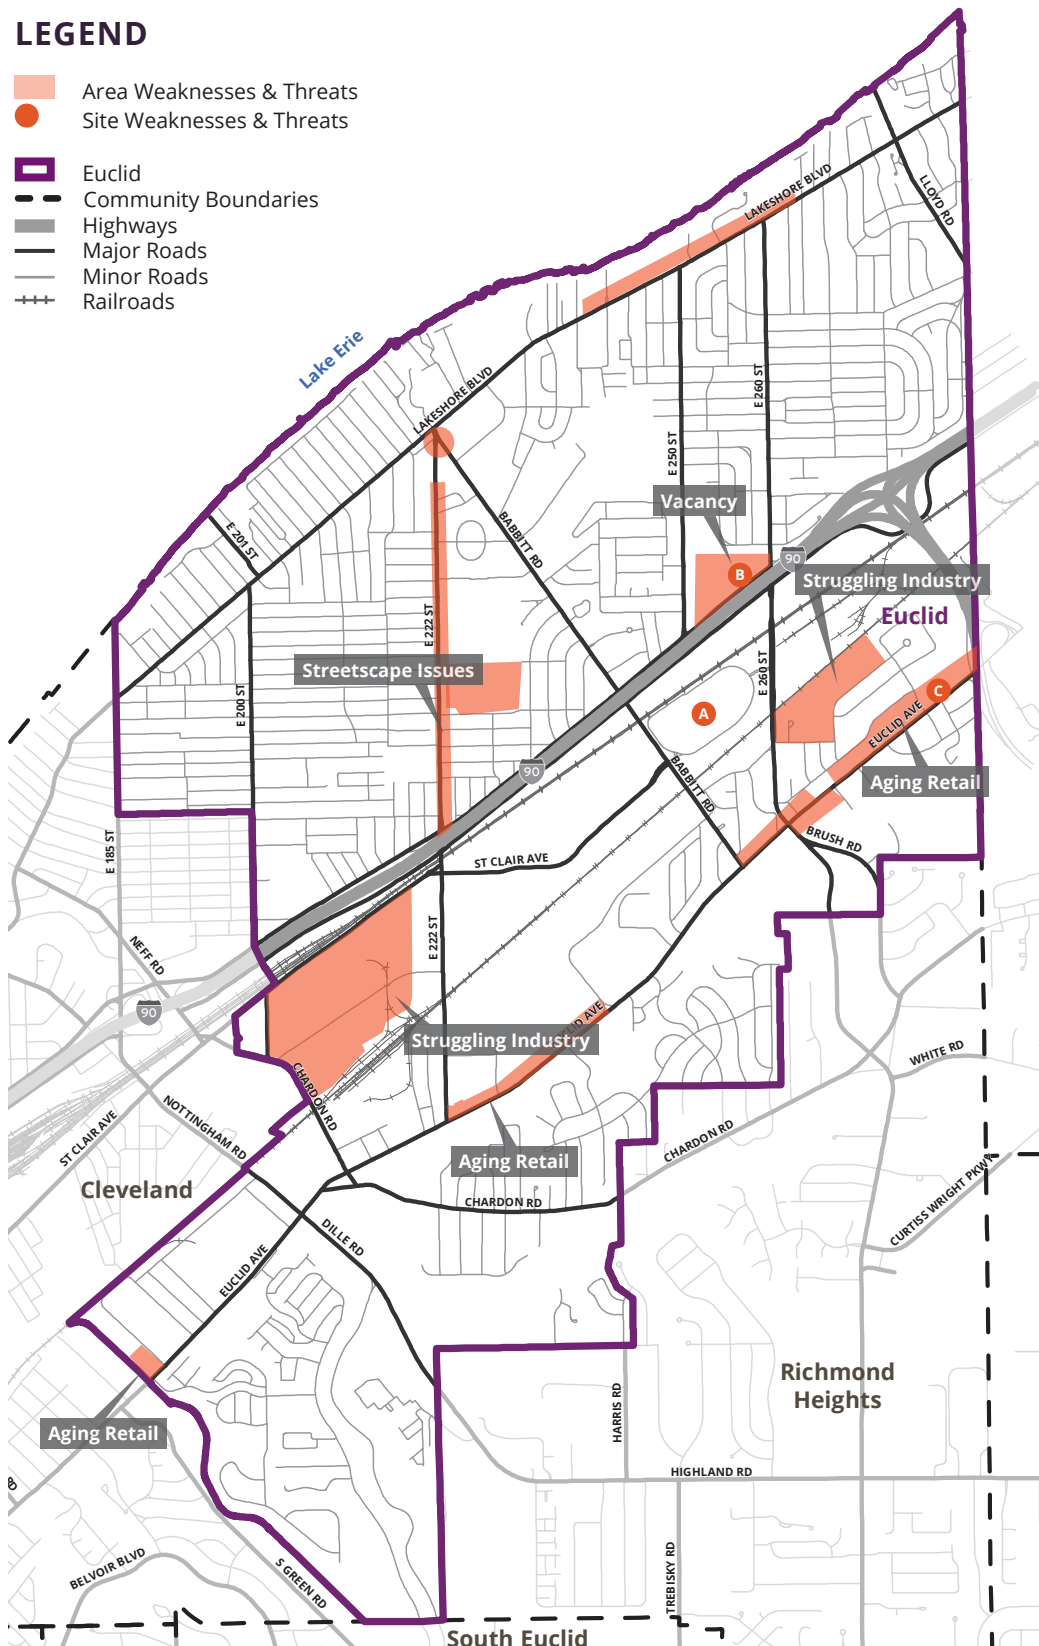 LEGEND
Area Weaknesses & Threats
Site Weaknesses & Threats
Euclid
Community Boundaries
Highways
Major Roads
Minor Roads
Railroads
Lake Erie
LAKESHORE BLVD
LLOYD RD
LAKESHORE BLVD
E 260 ST
E 250 ST
Vacancy
E 201 ST
BABBITT RD
90
B
Struggling Industry
Euclid
E 222 ST
Streetscape Issues
E 200 ST
E 260 ST
A
C
EUCLID AVE
90
BABBITT RD
Aging Retail
E 185 ST
BRUSH RD
ST CLAIR AVE
E 222 ST
NEFF RD
90
Struggling Industry
LID AVE
WHITE RD
CHARDON RD
NOTTINGHAM RD
ST CLAIR AVE
CHARDON RD
Aging Retail
CURTISS WRIGHT PKWY
Cleveland
CHARDON RD
DILLE RD
EUCLID AVE
Richmond
Heights
HARRIS RD
Aging Retail
HIGHLAND RD
BELVOIR BLVD
S GREEN RD
TREBISKY RD
South Euclid